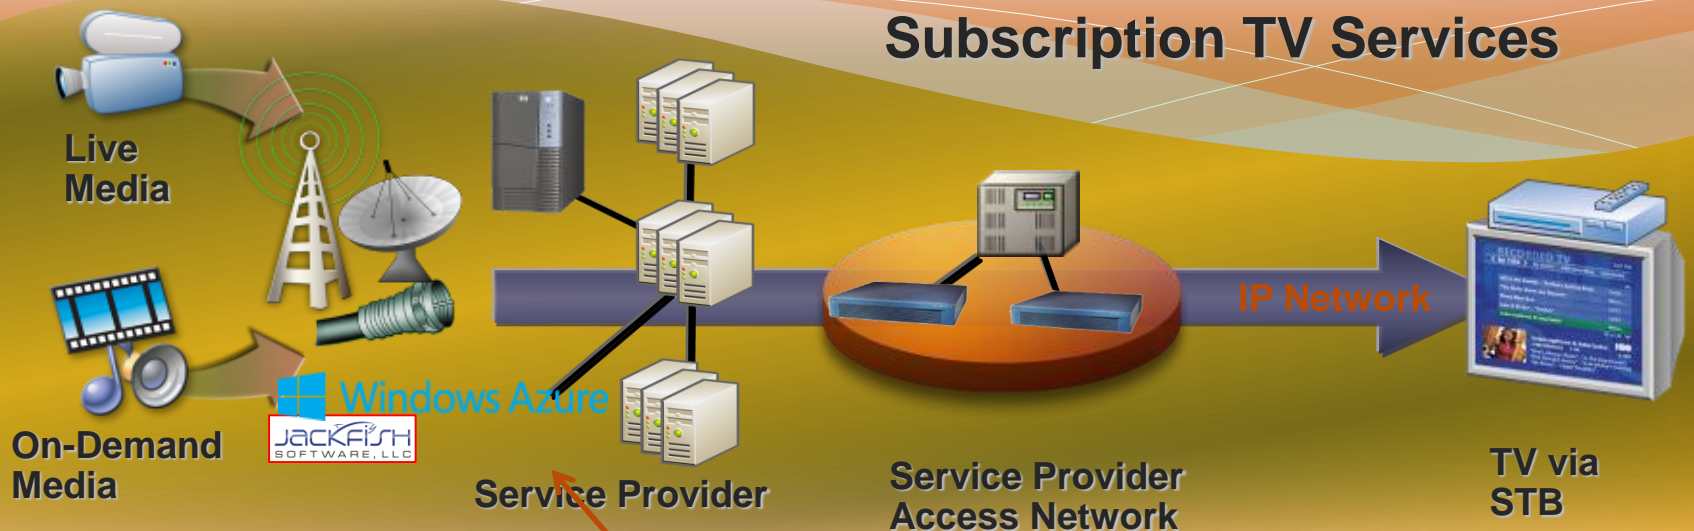 Subscription TV Services
Live
Media
On-Demand
Media
Windows Azure
JACKFISH
SOFTWARE, LLC
Service Provider
Service Provider
Access Network
IP Network
RECORDED TV
TV via
STB